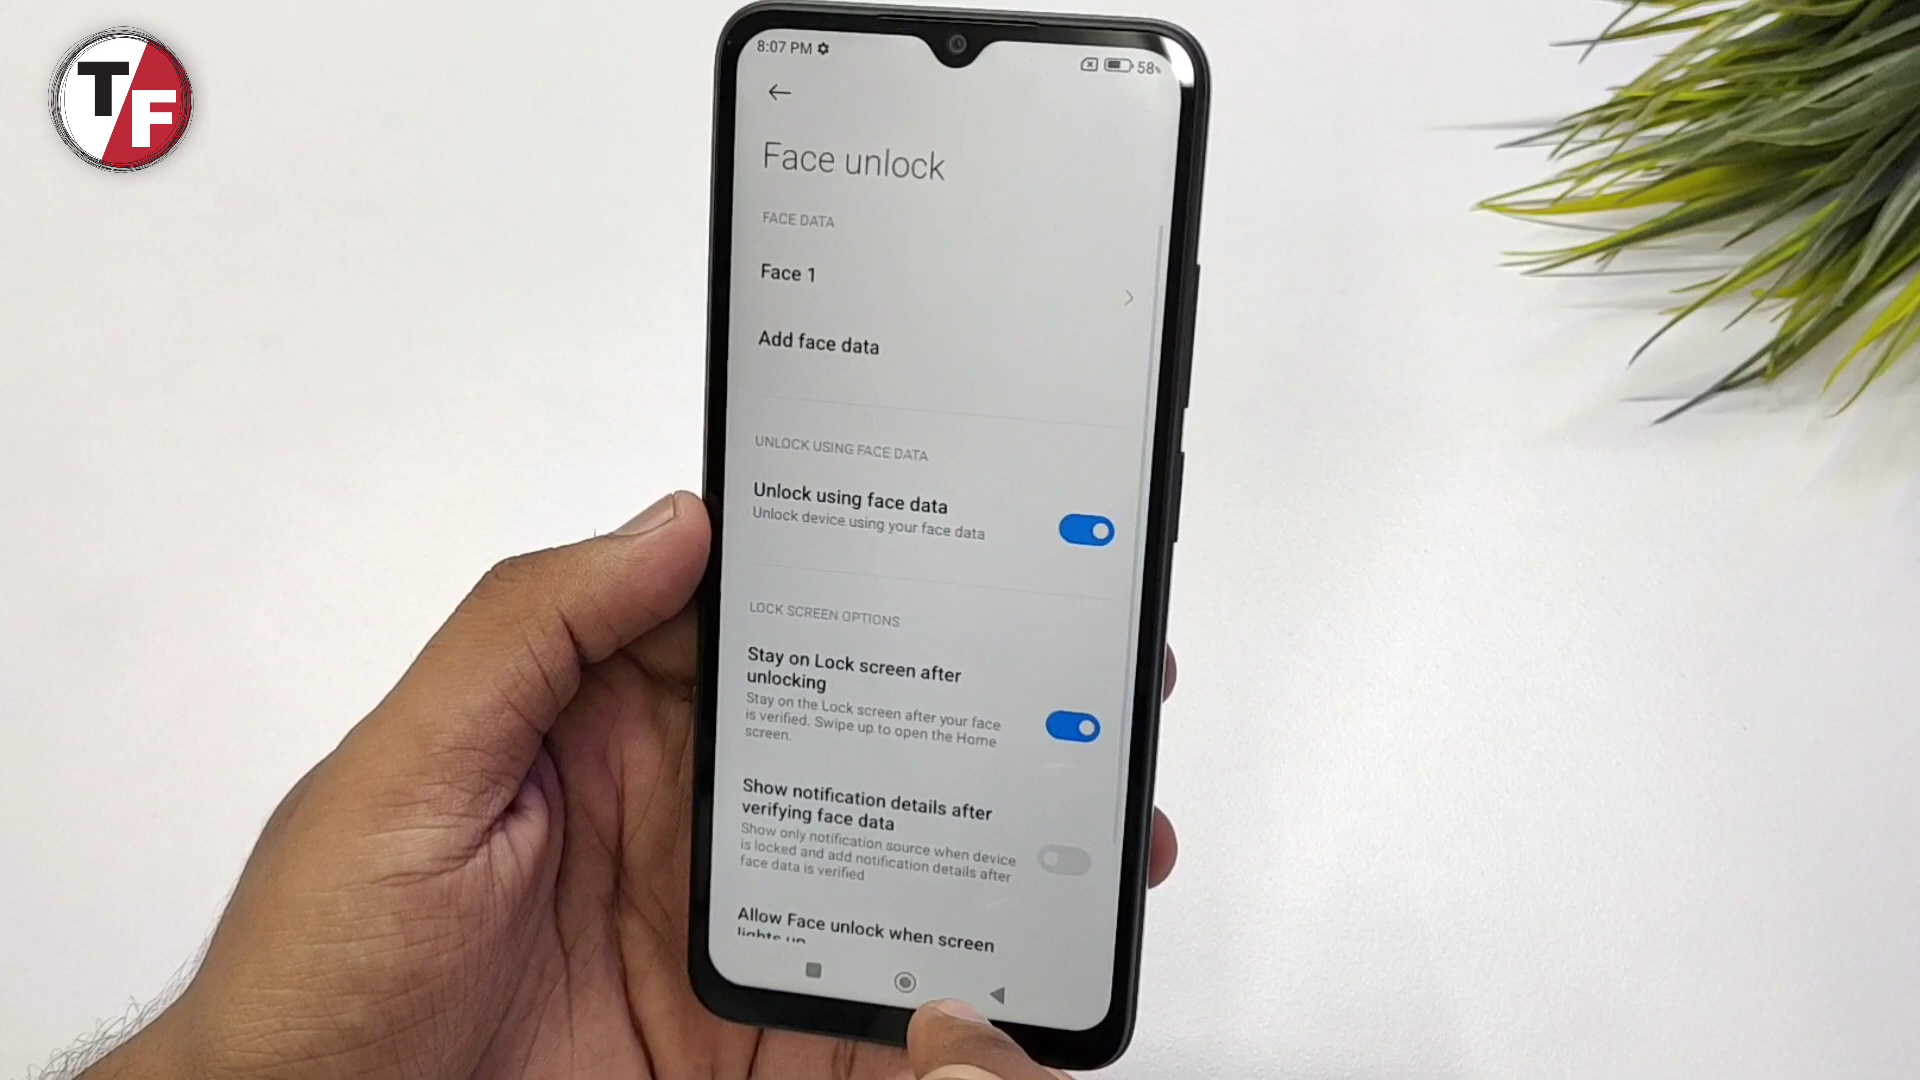 TF
8:07 PM
58%
Face unlock
FACE DATA
Face 1
Add face data
UNLOCK USING FACE DATA
Unlock using face data
Unlock device using your face data
LOCK SCREEN OPTIONS
Stay on Lock screen after
unlocking
Stay on the Lock screen after your face
is verified. Swipe up to open the Home
screen.
Show notification details after
verifying face data
Show only notification source when device
is locked and add notification details after
face data is verified
Allow Face unlock when screen
lights up